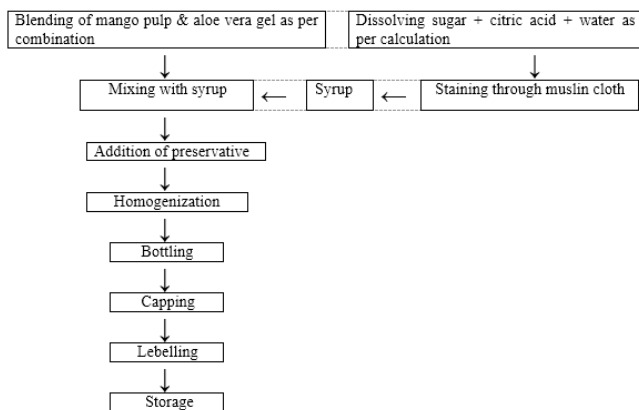 Blending of mango pulp & aloe vera gel as per
combination
Dissolving sugar + citric acid + water as
per calculation
Mixing with syrup
Syrup
Staining through muslin cloth
Addition of preservative
Homogenization
Bottling
Capping
Lebelling
Storage